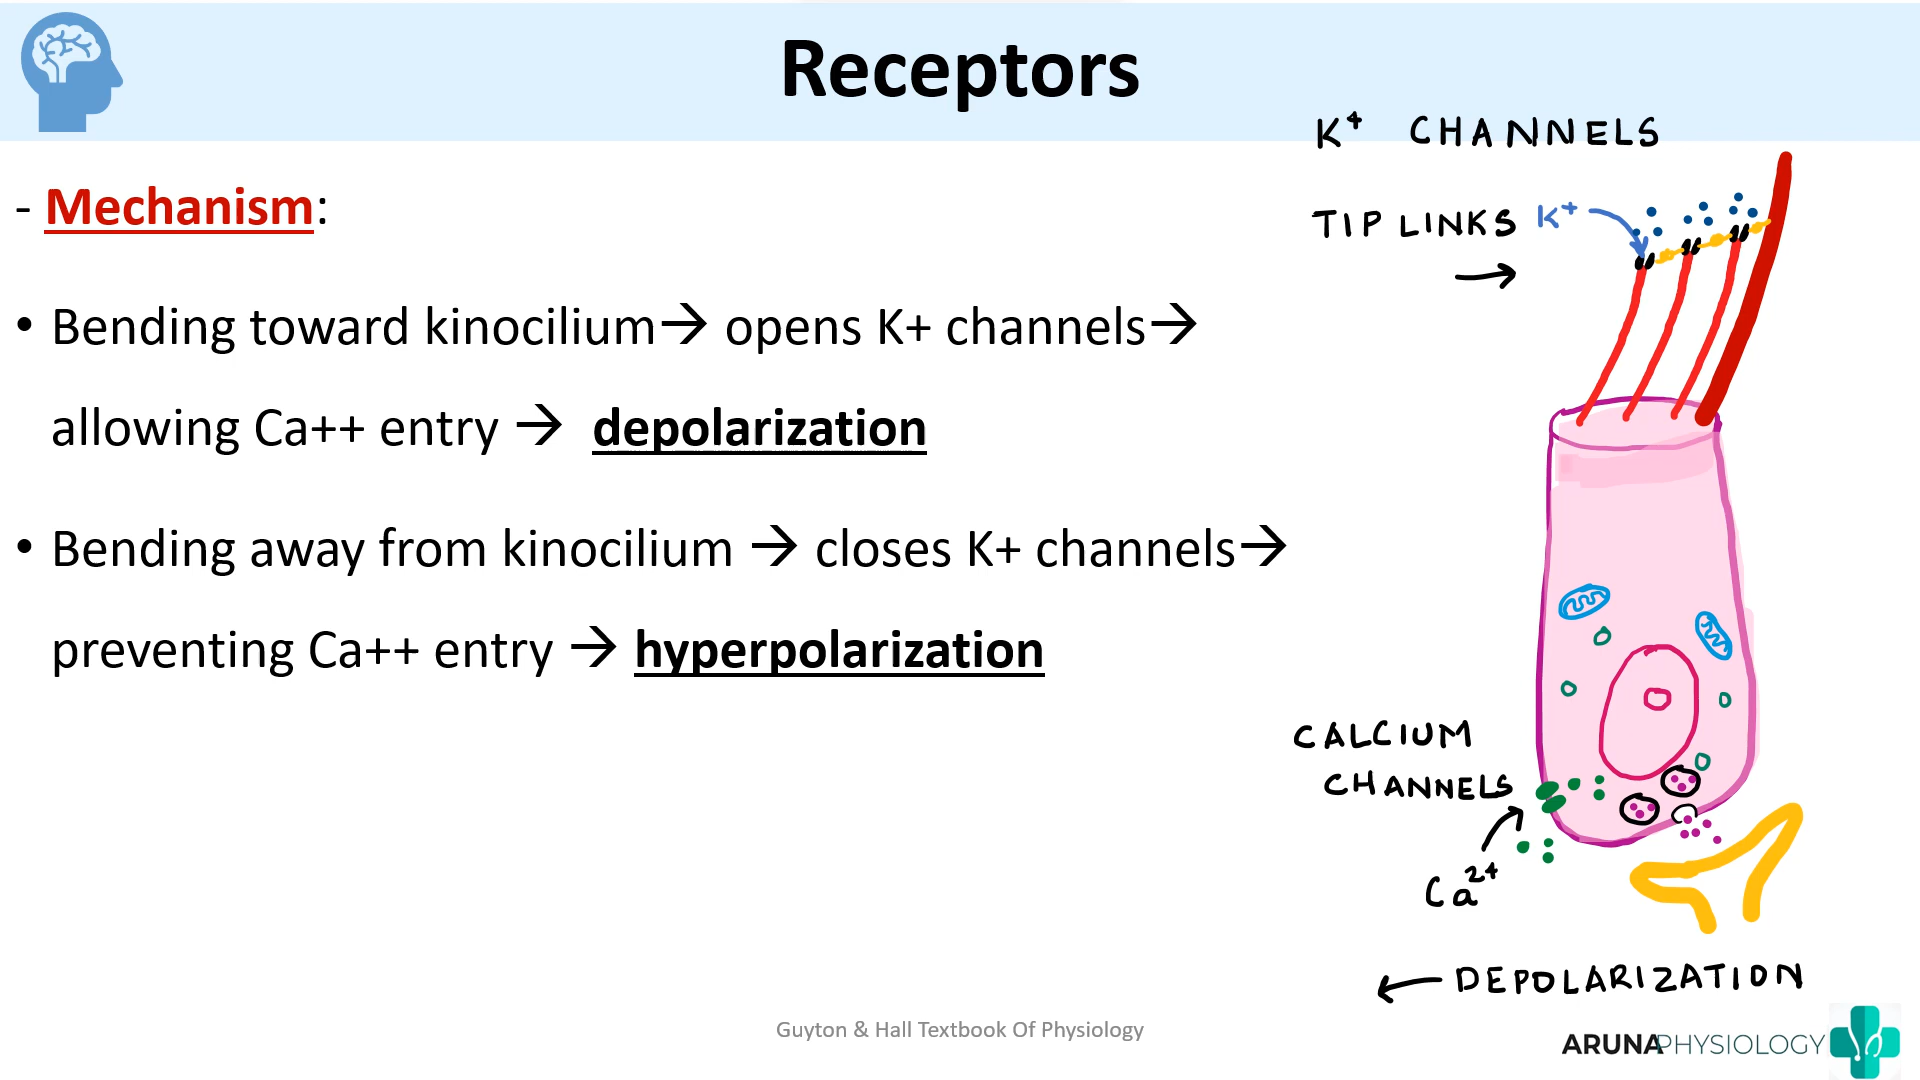 Receptors
K+ CHANNELS
- Mechanism:
TIP LINKS K+
• Bending toward kinocilium→ opens K+ channels→
allowing Ca++ entry → depolarization
• Bending away from kinocilium → closes K+ channels→
preventing Ca++ entry → hyperpolarization
CALCIUM
CHANNELS
Ca2+
← DEPOLARIZATION
Guyton & Hall Textbook Of Physiology
ARUNAPHYSIOLOGY